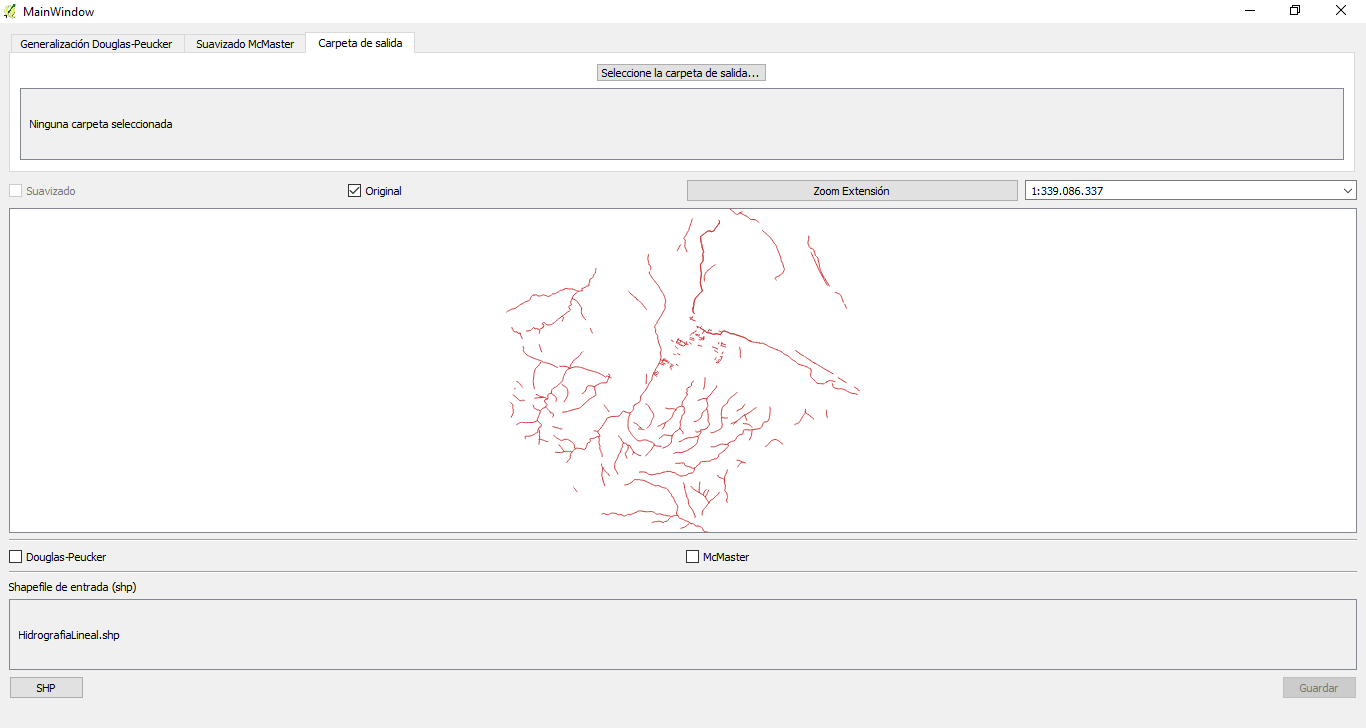 MainWindow
Generalización Douglas-Peucker
Suavizado McMaster
Carpeta de salida
Seleccione la carpeta de salida...
Ninguna carpeta seleccionada
Suavizado
Original
Zoom Extensión
1:339.086.337
Douglas-Peucker
McMaster
Shapefile de entrada (shp)
HidrografiaLineal.shp
SHP
Guardar